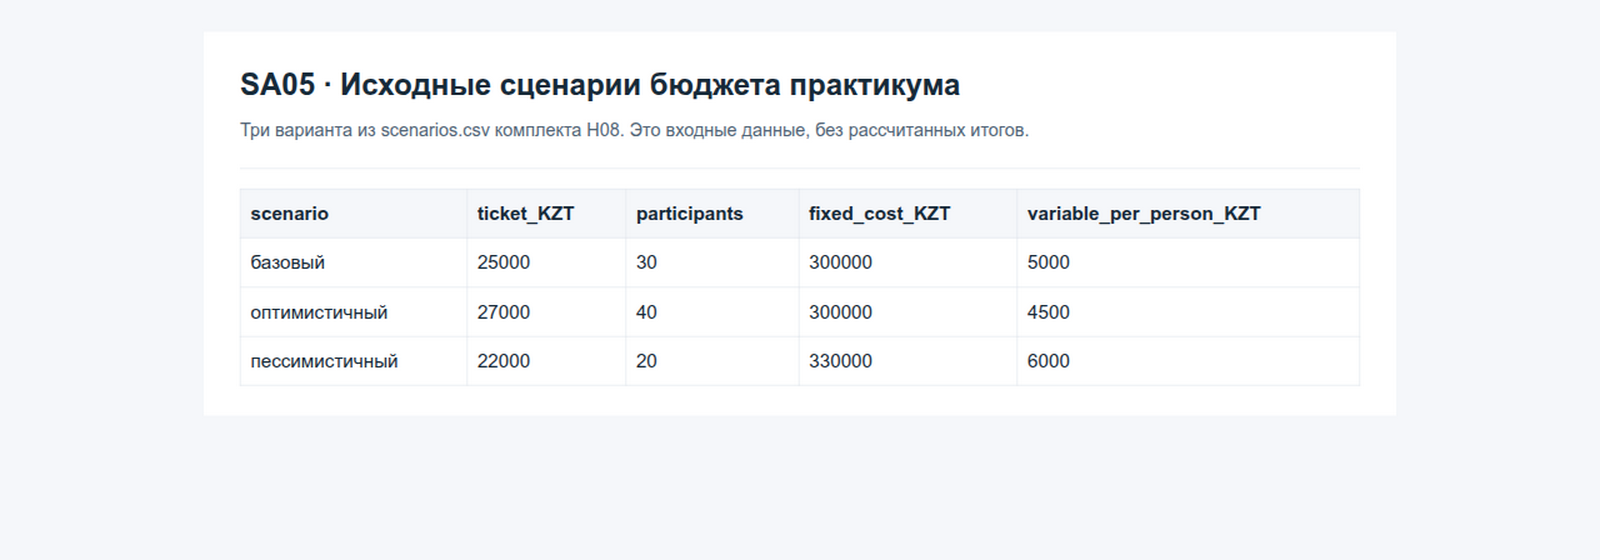 SA05 · Исходные сценарии бюджета практикума
Три варианта из scenarios.csv комплекта H08. Это входные данные, без рассчитанных итогов.
scenario ticket_KZT participants fixed_cost_KZT variable_per_person_KZT
базовый 25000 30 300000 5000
оптимистичный 27000 40 300000 4500
пессимистичный 22000 20 330000 6000